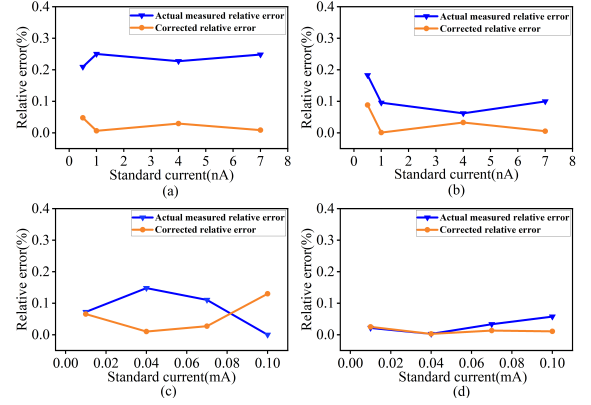 0.4
0.3
0.2
0.1
0.0
Relative error(%)
Actual measured relative error
Corrected relative error
0 1 2 3 4 5 6 7 8
Standard current(nA)
(a)
0.4
0.3
0.2
0.1
0.0
Relative error(%)
Actual measured relative error
Corrected relative error
0 1 2 3 4 5 6 7 8
Standard current(nA)
(b)
0.4
0.3
0.2
0.1
0.0
Relative error(%)
Actual measured relative error
Corrected relative error
0.00 0.02 0.04 0.06 0.08 0.10
Standard current(mA)
(c)
0.4
0.3
0.2
0.1
0.0
Relative error(%)
Actual measured relative error
Corrected relative error
0.00 0.02 0.04 0.06 0.08 0.10
Standard current(mA)
(d)